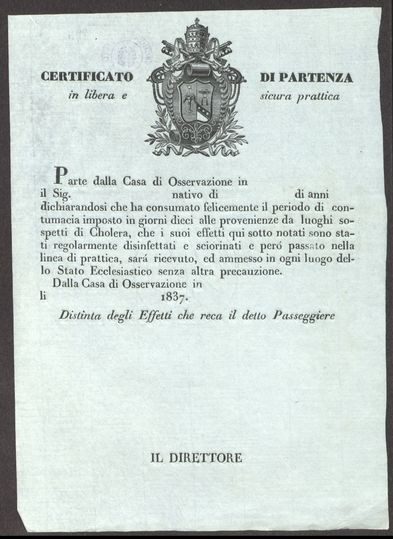 CERTIFICATO DI PARTENZA
in libera e sicura prattica
Parte dalla Casa di Osservazione in
il Sig. nativo di di anni
dichiarandosi che ha consumato felicemente il periodo di con-
tumacia imposto in giorni dieci alle provenienze da luoghi so-
spetti di Cholera, che i suoi effetti qui sotto notati sono sta-
ti regolarmente disinfettati e sciorinati e peró passato nella
linea di prattica, sará ricevuto, ed ammesso in ogni luogo del-
lo Stato Ecclesiastico senza altra precauzione.
Dalla Casa di Osservazione in
li 1837.
Distinta degli Effetti che reca il detto Passeggiere
IL DIRETTORE